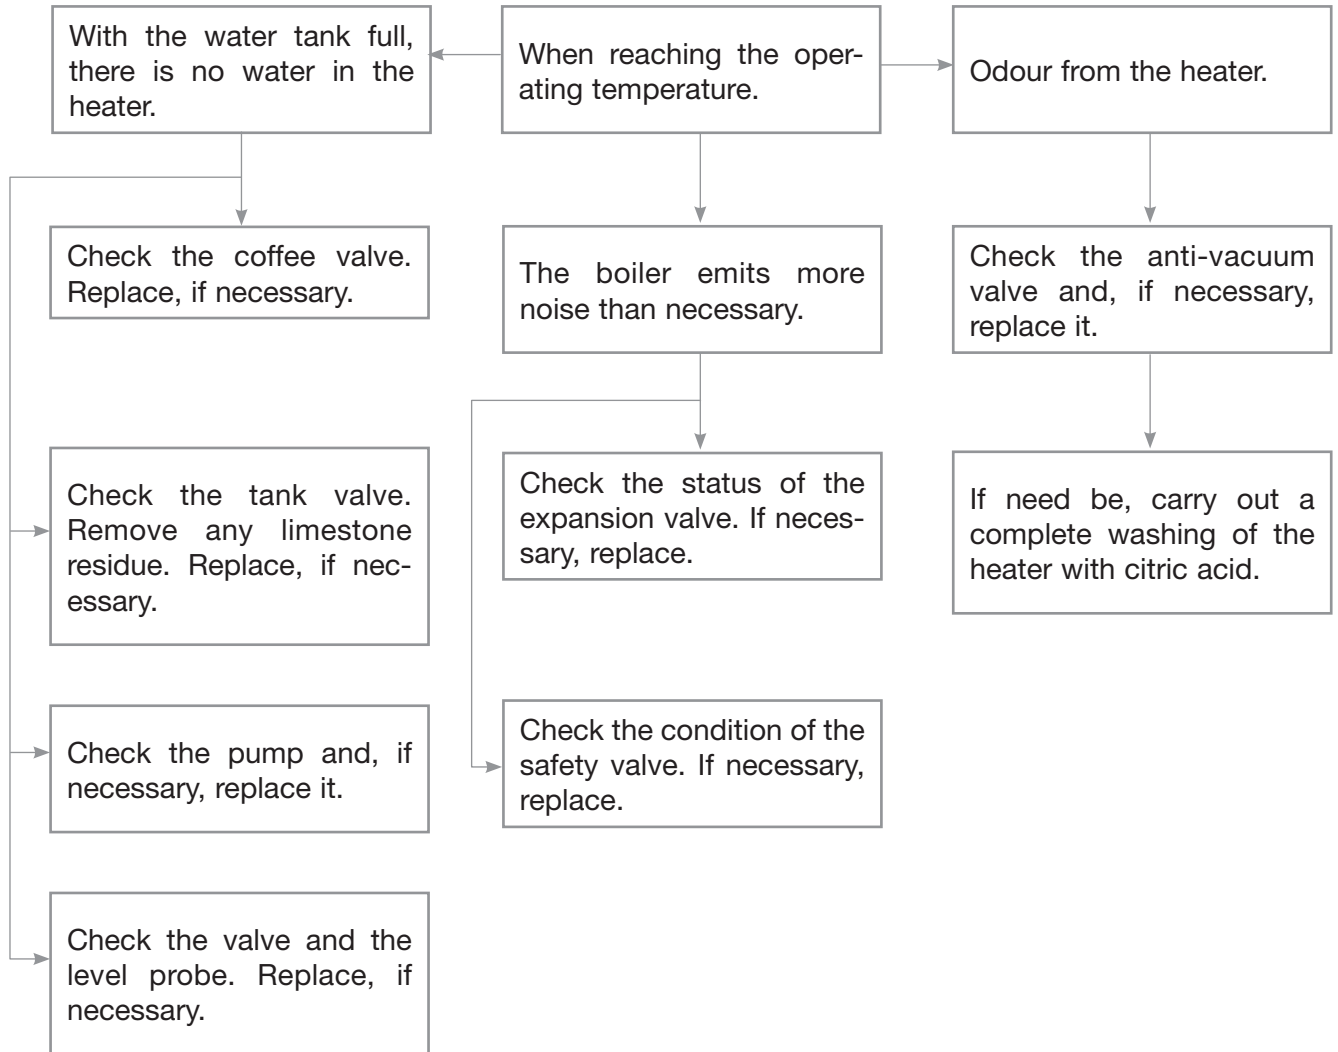 With the water tank full,
there is no water in the
heater.
When reaching the oper-
ating temperature.
Odour from the heater.
Check the coffee valve.
Replace, if necessary.
The boiler emits more
noise than necessary.
Check the anti-vacuum
valve and, if necessary,
replace it.
Check the tank valve.
Remove any limestone
residue. Replace, if nec-
essary.
Check the status of the
expansion valve. If neces-
sary, replace.
If need be, carry out a
complete washing of the
heater with citric acid.
Check the pump and, if
necessary, replace it.
Check the condition of the
safety valve. If necessary,
replace.
Check the valve and the
level probe. Replace, if
necessary.